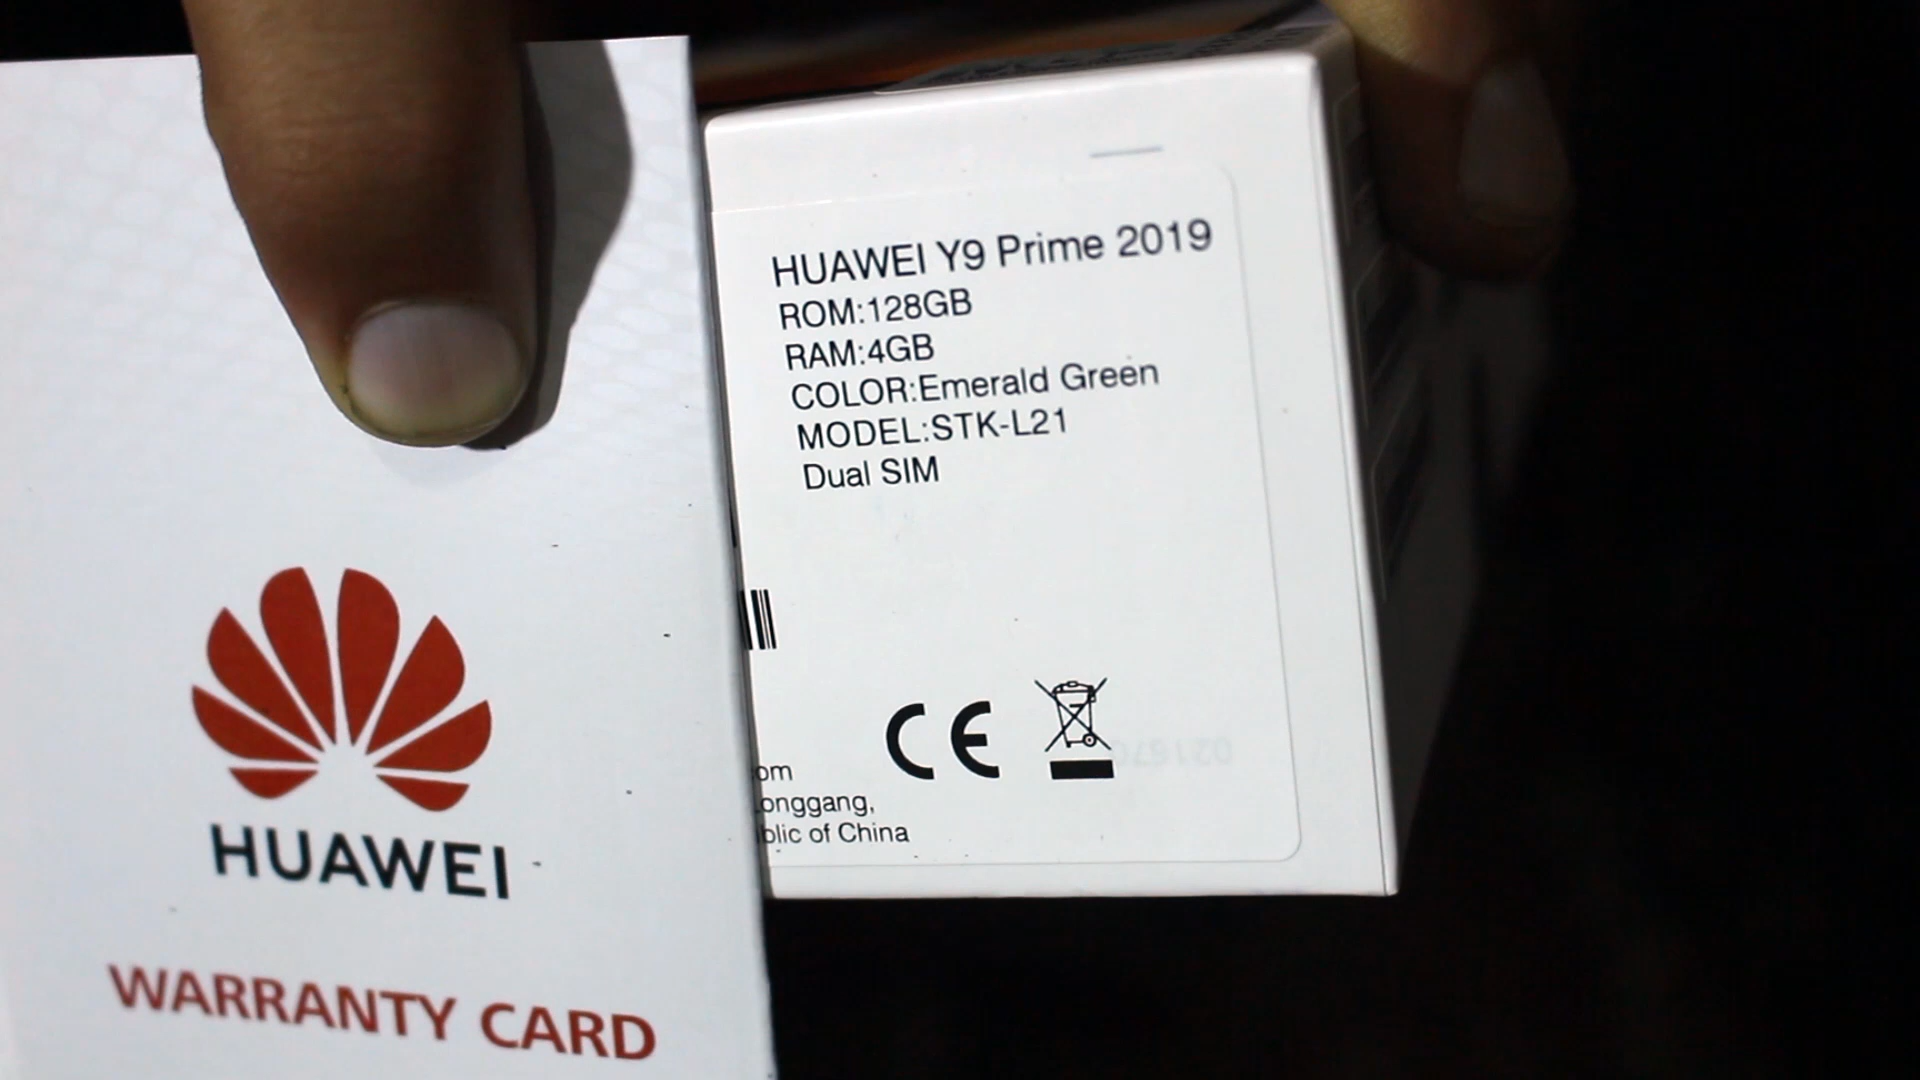 HUAWEI
WARRANTY CARD
HUAWEI Y9 Prime 2019
ROM:128GB
RAM:4GB
COLOR:Emerald Green
MODEL:STK-L21
Dual SIM
CE
om
onggang,
blic of China